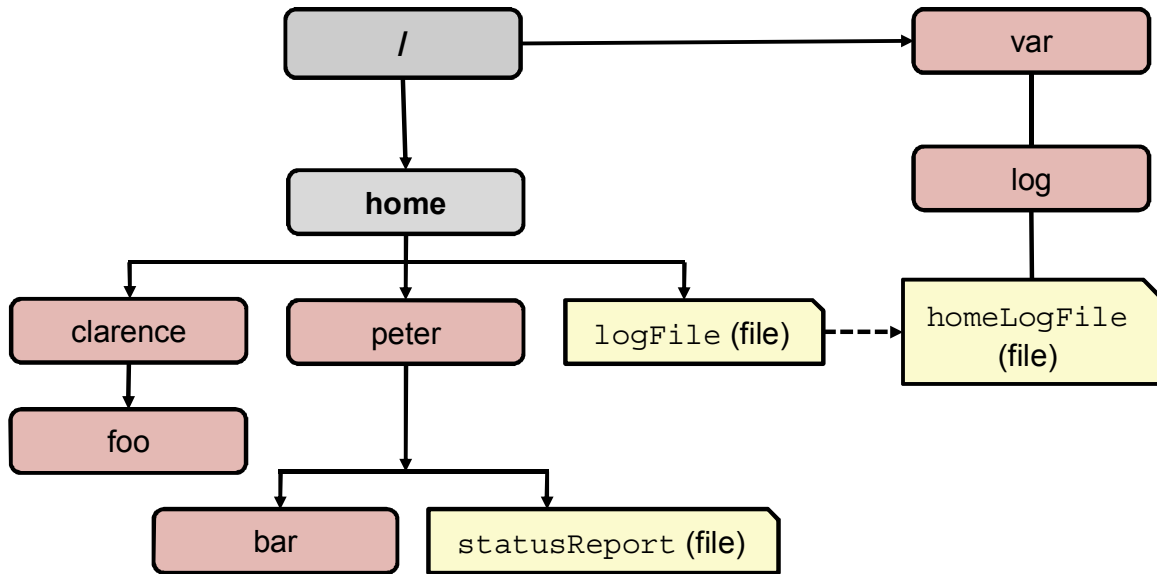 /
var
log
home
clarence
peter
logFile (file)
homeLogFile
(file)
foo
bar
statusReport (file)